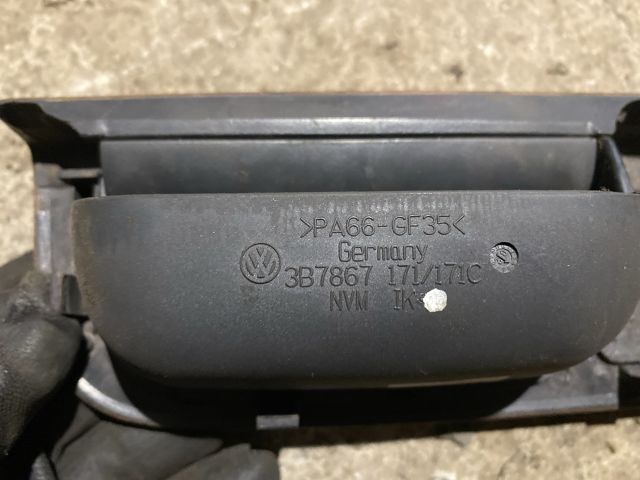 >PA66-GF35<
Germany
3B7867 171/171C
NVM IK